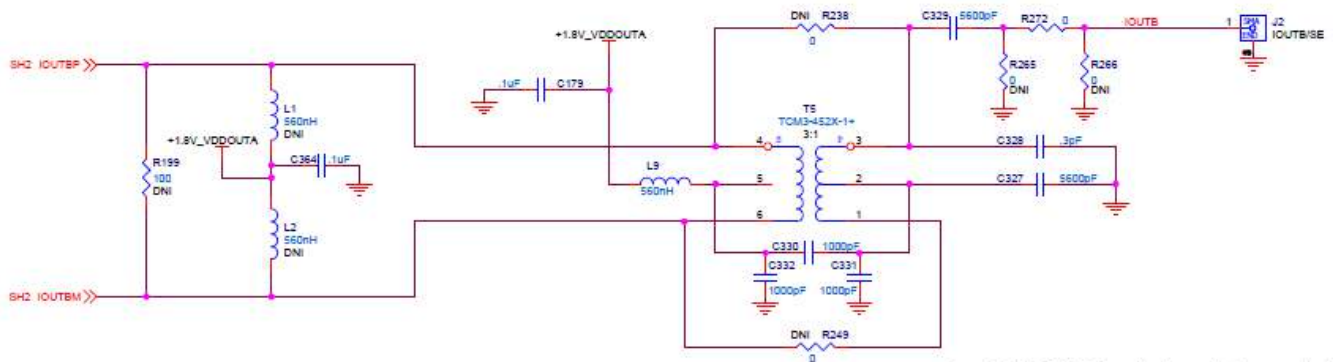 DNI R238
0
C329
5600pF
R272 0
IOUTB
1
SMA
END
J2
IOUTB/SE
+1.8V_VDDOUTA
SH2 IOUTBP
.1uF
C179
R265
0
DNI
R266
0
DNI
L1
560nH
DNI
T5
TCM3-452X-1+
3:1
+1.8V_VDDOUTA
4
3
C328
.3pF
C364
.1uF
R199
100
DNI
L9
560nH
5
2
C327
5600pF
L2
560nH
DNI
6
1
C330
1000pF
C332
1000pF
C331
1000pF
SH2 IOUTBM
DNI R249
0